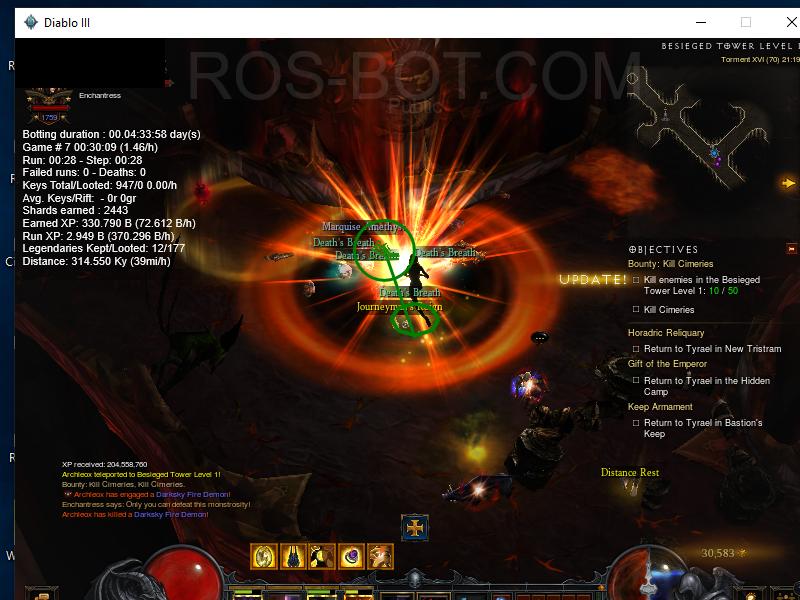 Diablo III
ROS-BOT.COM
Public
BESIEGED TOWER LEVEL 1
Torment XVI (70) 21:19
Enchantress
1759
Botting duration : 00.04:33:58 day(s)
Game # 7 00:30:09 (1.46/h)
Run: 00:28 - Step: 00:28
Failed runs: 0 - Deaths: 0
Keys Total/Looted: 947/0 0.00/h
Avg. Keys/Rift: - 0r 0gr
Shards earned : 2443
Earned XP: 330.790 B (72.612 B/h)
Run XP: 2.949 B (370.296 B/h)
Legendaries Kept/Looted: 12/177
Distance: 314.550 Ky (39mi/h)
Marquise Amethys
Death's Breath
Death's Brea
Death's Breath
Death's Breath
Journeyman's Reign
UPDATE!
OBJECTIVES
Bounty: Kill Cimeries
Kill enemies in the Besieged
Tower Level 1: 10 / 50
Kill Cimeries
Horadric Reliquary
Return to Tyrael in New Tristram
Gift of the Emperor
Return to Tyrael in the Hidden
Camp
Keep Armament
Return to Tyrael in Bastion's
Keep
Distance Rest
XP received: 204,558,760
Archleox teleported to Besieged Tower Level 1!
Bounty: Kill Cimeries, Kill Cimeries.
Archleox has engaged a Darksky Fire Demon!
Enchantress says: Only you can defeat this monstrosity!
Archleox has killed a Darksky Fire Demon!
30,583